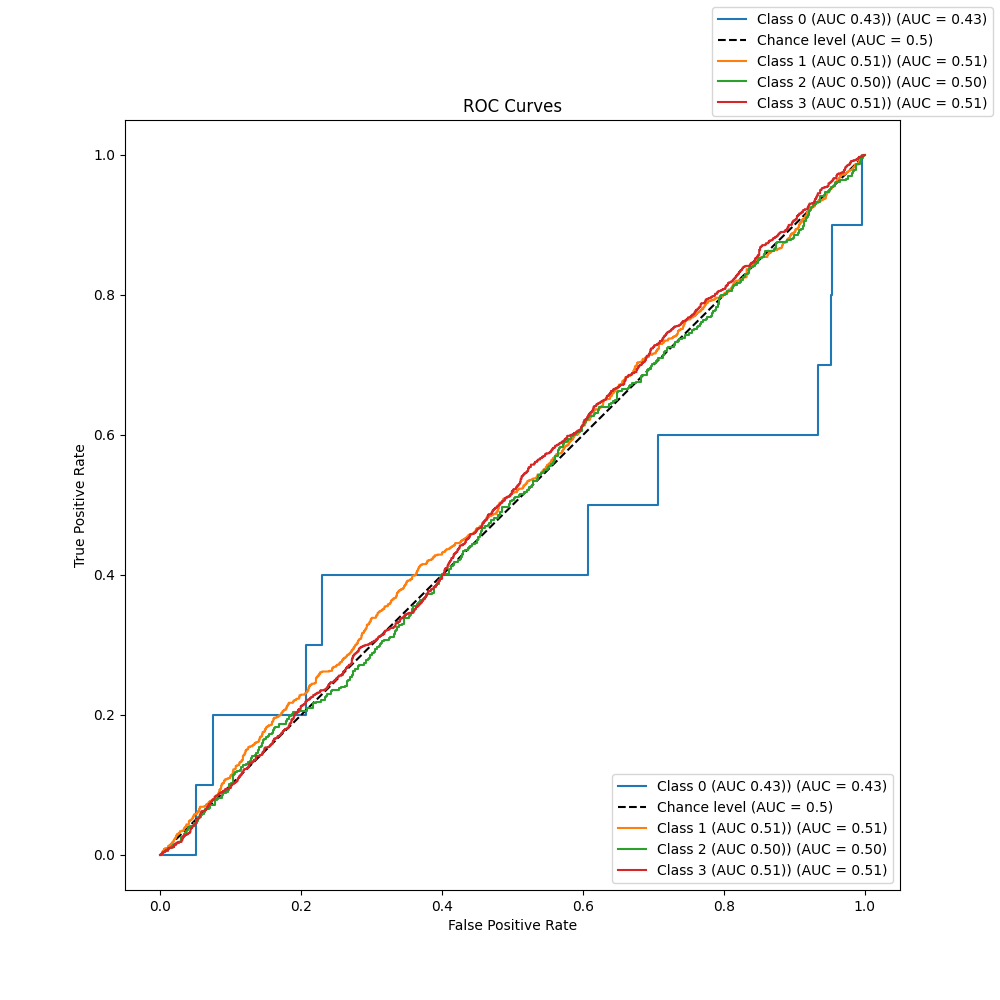 Class 0 (AUC 0.43)) (AUC = 0.43)
Chance level (AUC = 0.5)
Class 1 (AUC 0.51)) (AUC = 0.51)
Class 2 (AUC 0.50)) (AUC = 0.50)
Class 3 (AUC 0.51)) (AUC = 0.51)
ROC Curves
1.0
0.8
0.6
0.4
0.2
0.0
True Positive Rate
Class 0 (AUC 0.43)) (AUC = 0.43)
Chance level (AUC = 0.5)
Class 1 (AUC 0.51)) (AUC = 0.51)
Class 2 (AUC 0.50)) (AUC = 0.50)
Class 3 (AUC 0.51)) (AUC = 0.51)
0.0 0.2 0.4 0.6 0.8 1.0
False Positive Rate